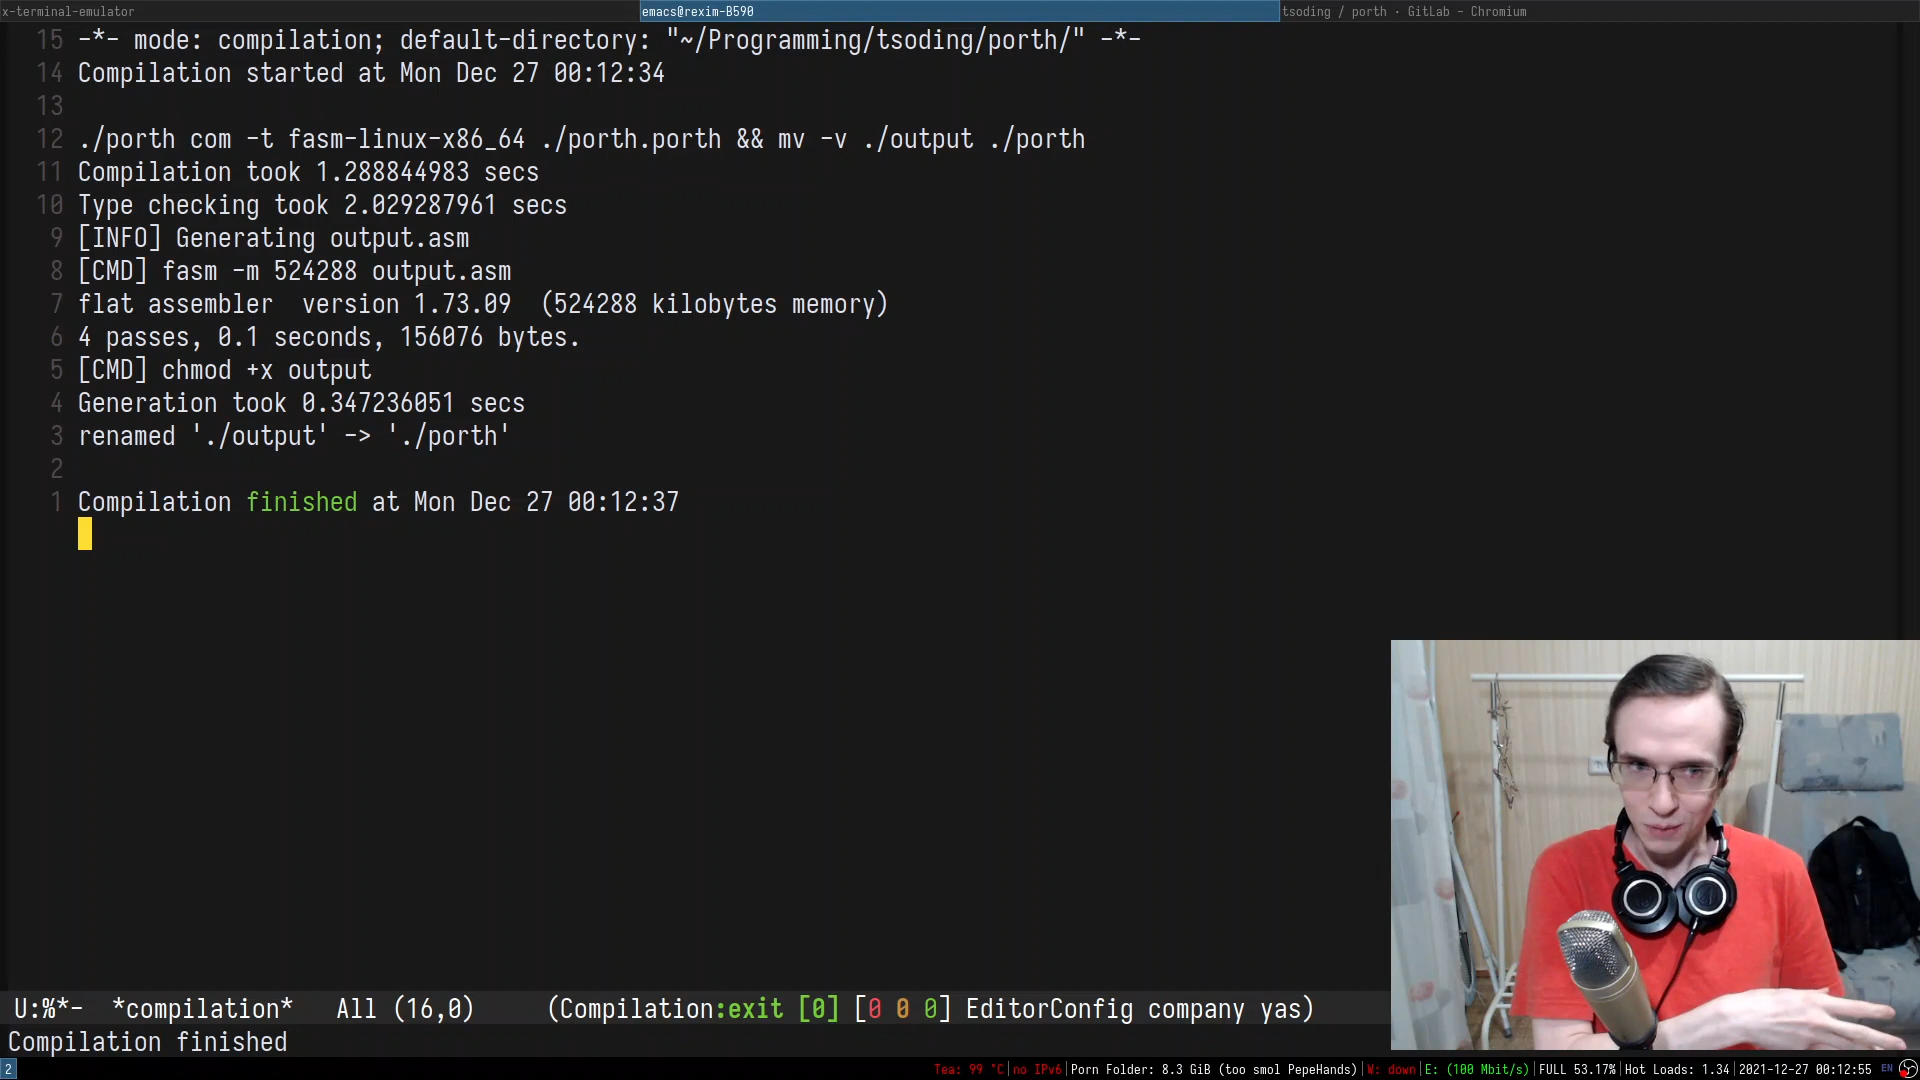 x-terminal-emulator
emacs@rexim-B590
tsoding / porth · GitLab - Chromium
15 -*- mode: compilation; default-directory: "~/Programming/tsoding/porth/" -*-
14 Compilation started at Mon Dec 27 00:12:34
13
12 ./porth com -t fasm-linux-x86_64 ./porth.porth && mv -v ./output ./porth
11 Compilation took 1.288844983 secs
10 Type checking took 2.029287961 secs
9 [INFO] Generating output.asm
8 [CMD] fasm -m 524288 output.asm
7 flat assembler  version 1.73.09  (524288 kilobytes memory)
6 4 passes, 0.1 seconds, 156076 bytes.
5 [CMD] chmod +x output
4 Generation took 0.347236051 secs
3 renamed './output' -> './porth'
2
1 Compilation finished at Mon Dec 27 00:12:37
U:%*-  *compilation*   All (16,0)     (Compilation:exit [0] [0 0 0] EditorConfig company yas)
Compilation finished
2
Tea: 99 °C|no IPv6|Porn Folder: 8.3 GiB (too smol PepeHands)|W: down|E: (100 Mbit/s)|FULL 53.17%|Hot Loads: 1.34|2021-12-27 00:12:55 EN